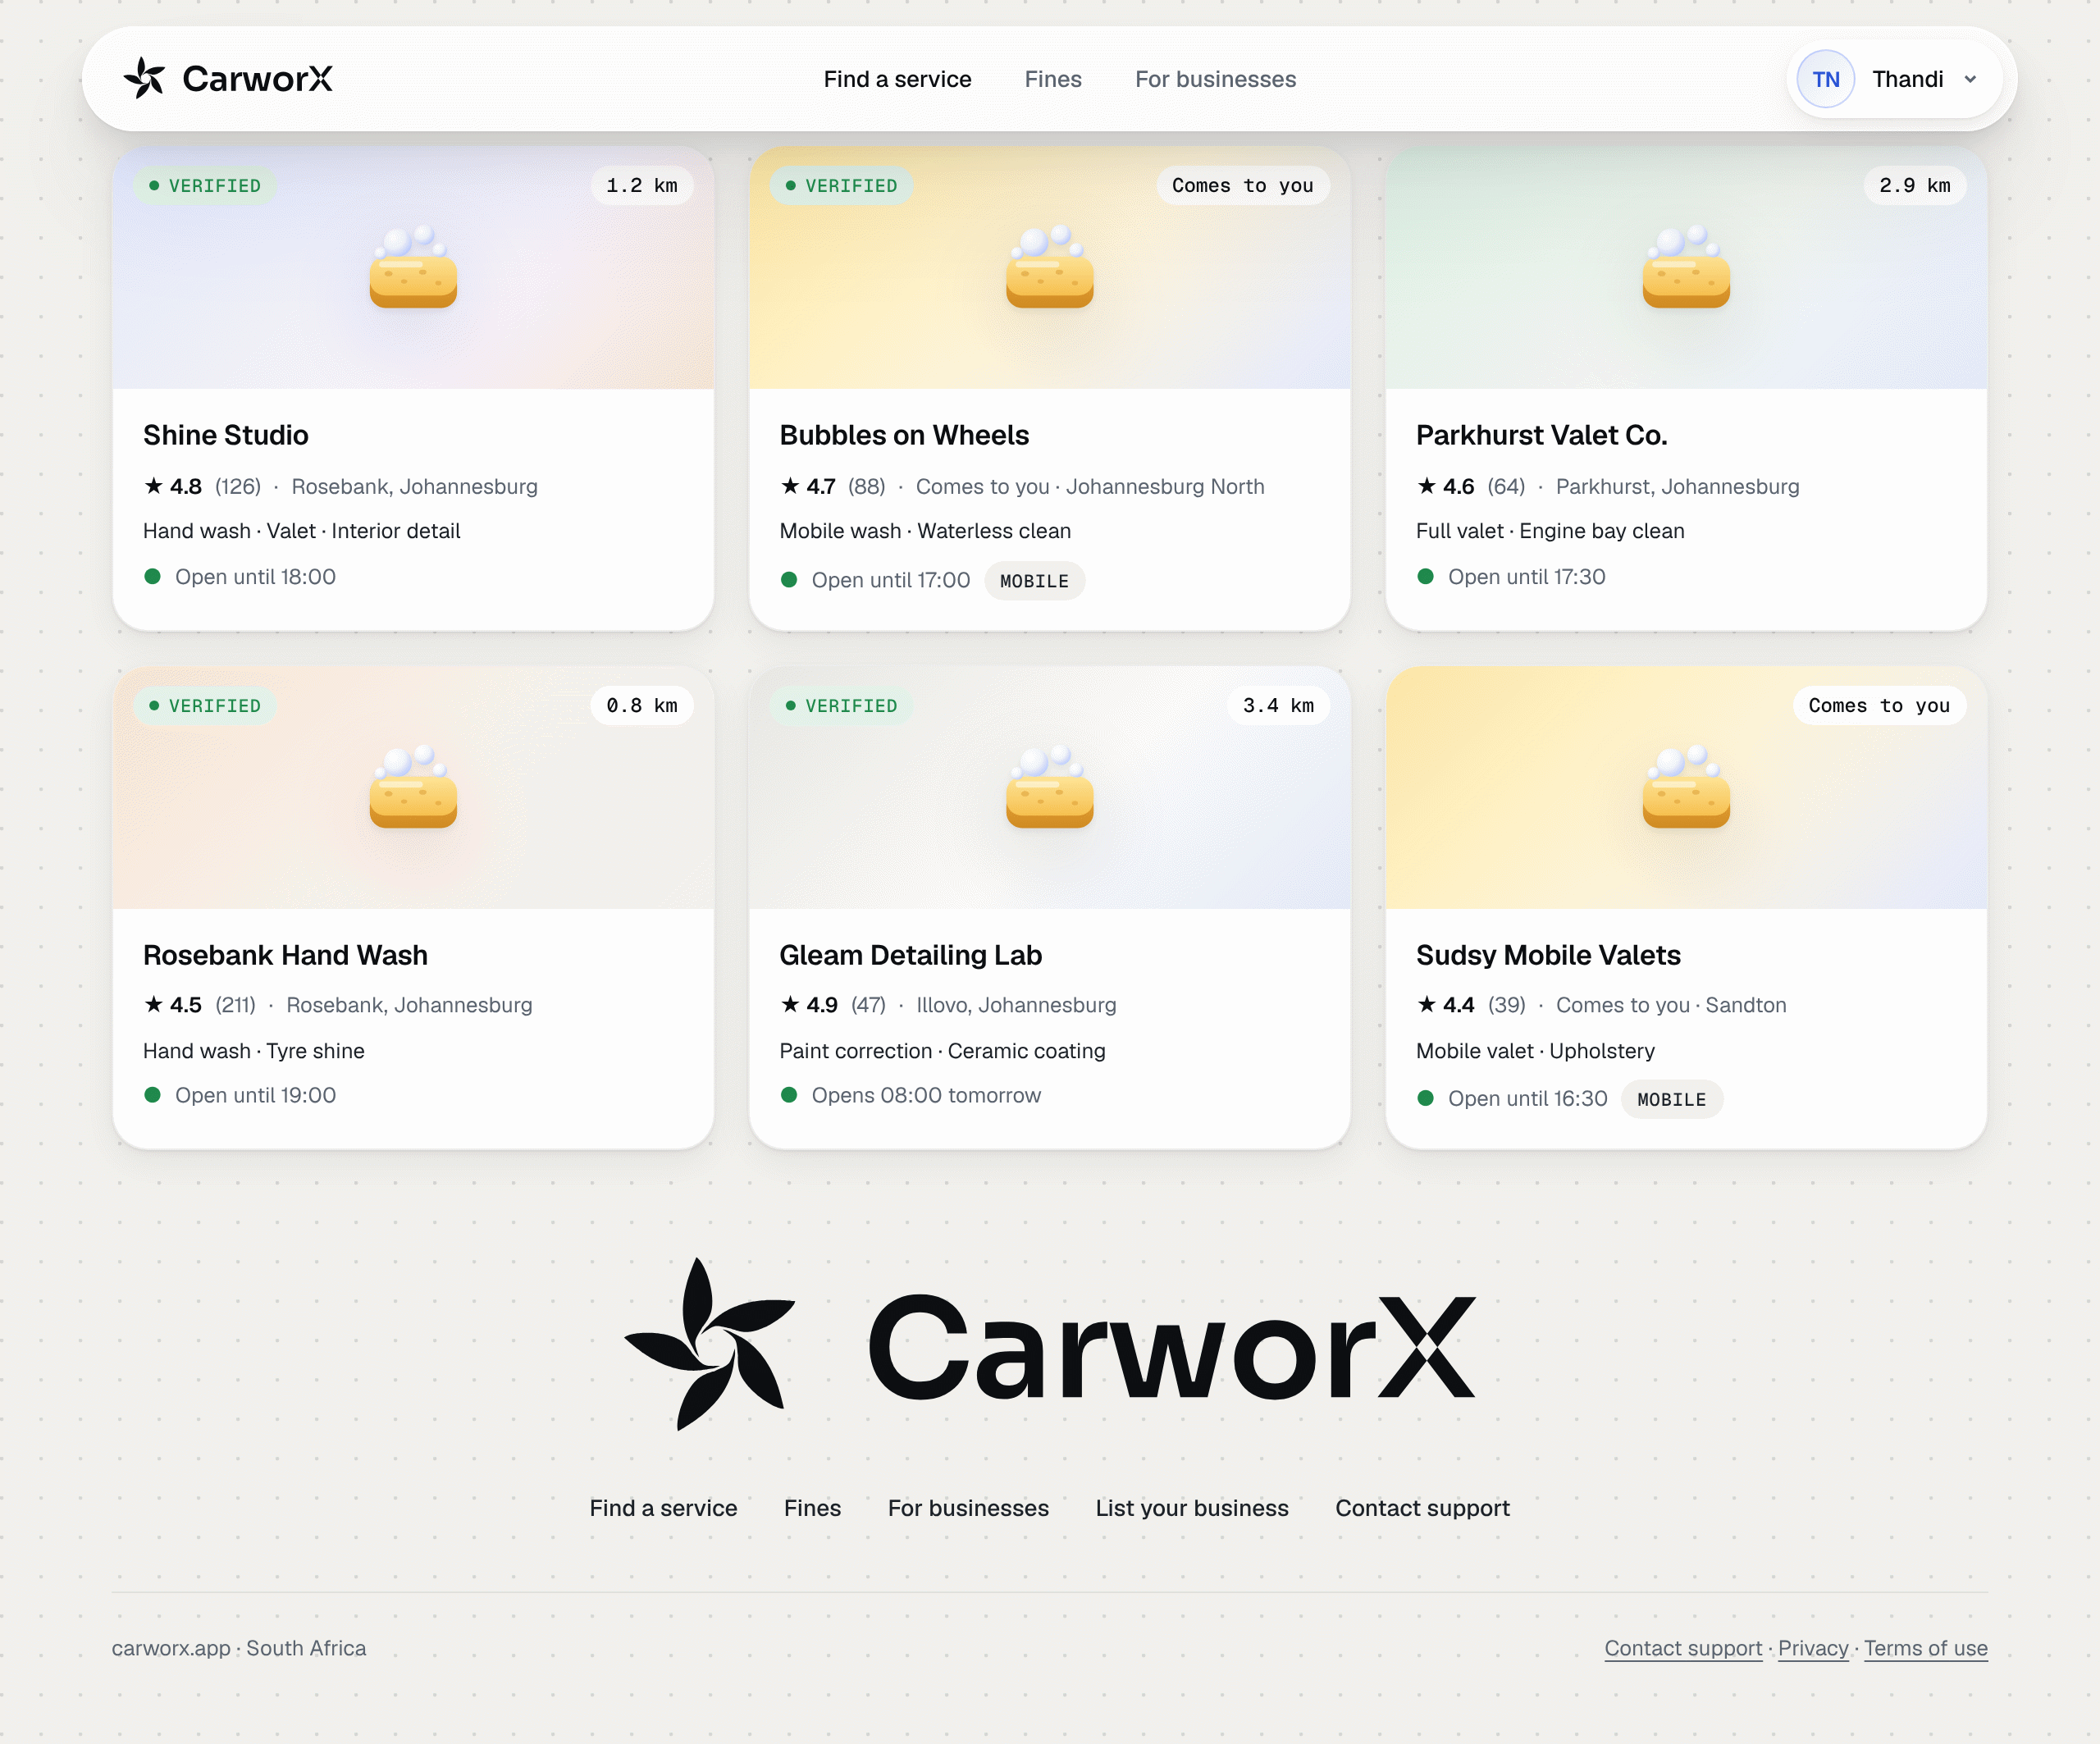 CarworX
Find a service
Fines
For businesses
TN
Thandi
VERIFIED
1.2 km
Shine Studio
★ 4.8 (126) · Rosebank, Johannesburg
Hand wash · Valet · Interior detail
Open until 18:00
VERIFIED
Comes to you
Bubbles on Wheels
★ 4.7 (88) · Comes to you · Johannesburg North
Mobile wash · Waterless clean
Open until 17:00 MOBILE
2.9 km
Parkhurst Valet Co.
★ 4.6 (64) · Parkhurst, Johannesburg
Full valet · Engine bay clean
Open until 17:30
VERIFIED
0.8 km
Rosebank Hand Wash
★ 4.5 (211) · Rosebank, Johannesburg
Hand wash · Tyre shine
Open until 19:00
VERIFIED
3.4 km
Gleam Detailing Lab
★ 4.9 (47) · Illovo, Johannesburg
Paint correction · Ceramic coating
Opens 08:00 tomorrow
Comes to you
Sudsy Mobile Valets
★ 4.4 (39) · Comes to you · Sandton
Mobile valet · Upholstery
Open until 16:30 MOBILE
CarworX
Find a service
Fines
For businesses
List your business
Contact support
carworx.app · South Africa
Contact support · Privacy · Terms of use